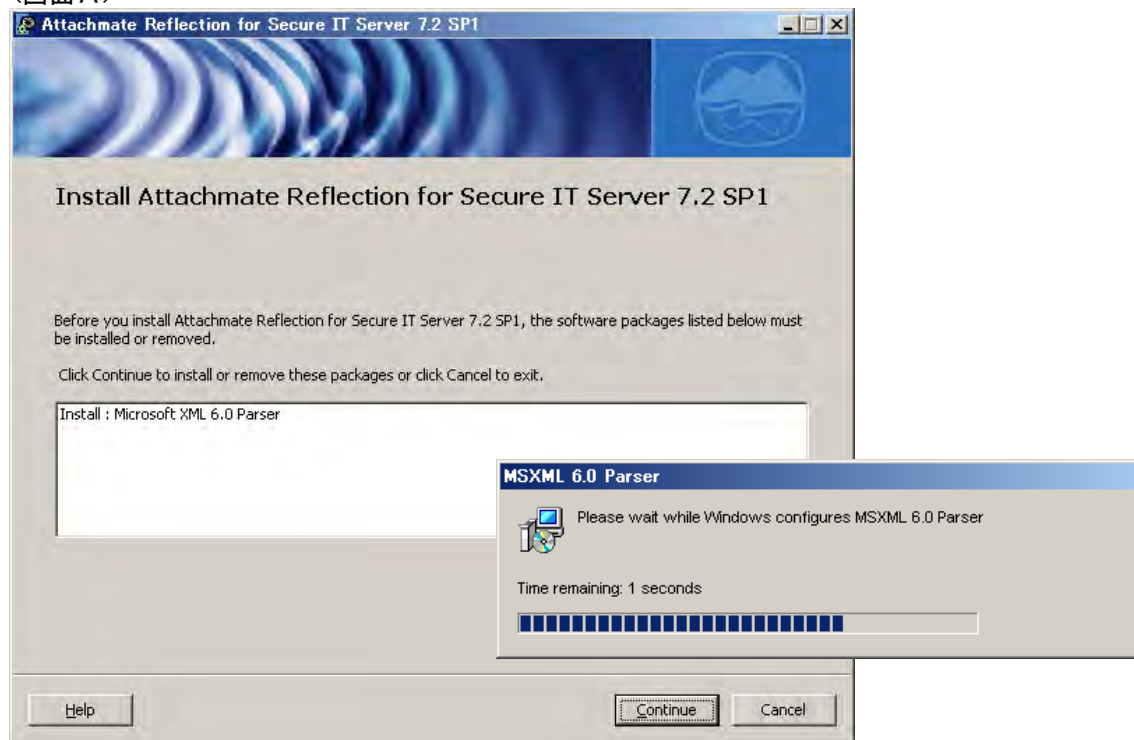 〈画面 A〉
Attachmate Reflection for Secure IT Server 7.2 SP1
Install Attachmate Reflection for Secure IT Server 7.2 SP1
Before you install Attachmate Reflection for Secure IT Server 7.2 SP1, the software packages listed below must
be installed or removed.
Click Continue to install or remove these packages or click Cancel to exit.
Install : Microsoft XML 6.0 Parser
MSXML 6.0 Parser
Please wait while Windows configures MSXML 6.0 Parser
Time remaining: 1 seconds
Help
Continue
Cancel